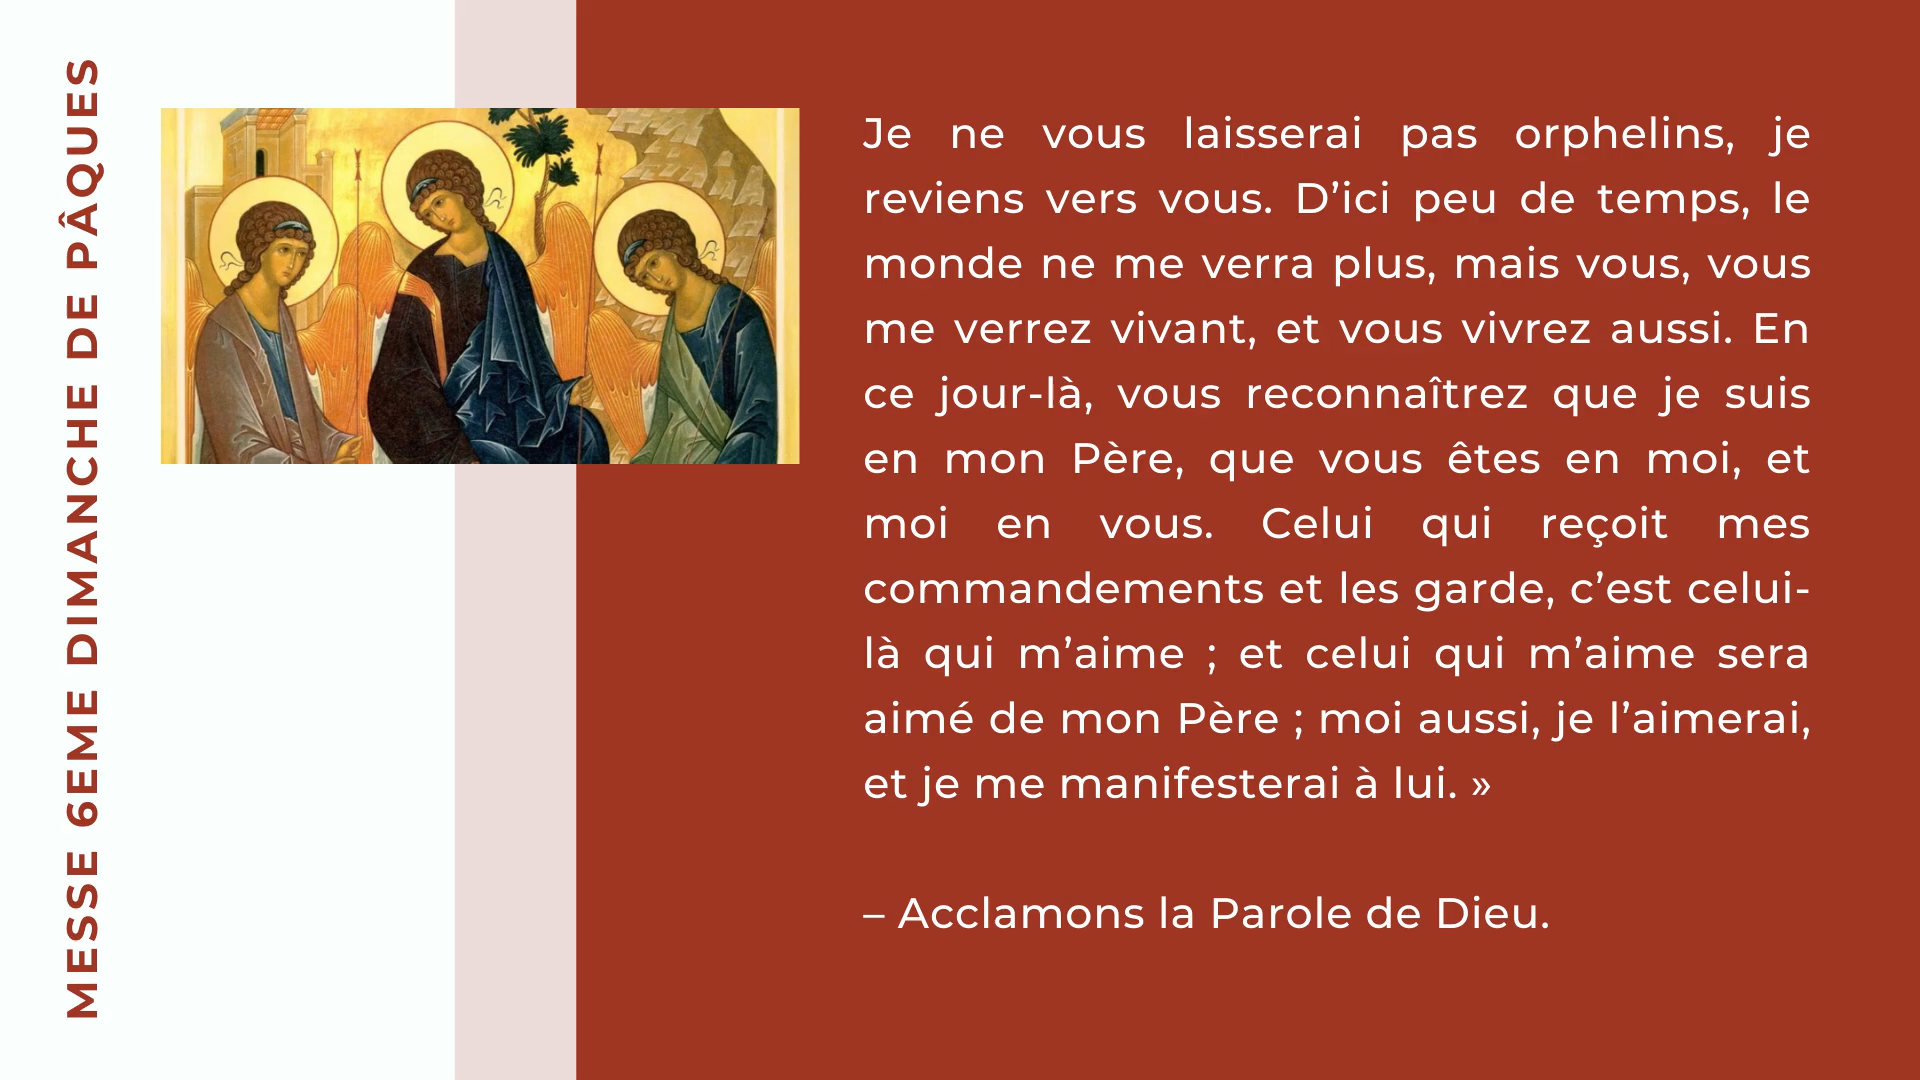 MESSE 6EME DIMANCHE DE PÂQUES
Je ne vous laisserai pas orphelins, je
reviens vers vous. D’ici peu de temps, le
monde ne me verra plus, mais vous, vous
me verrez vivant, et vous vivrez aussi. En
ce jour-là, vous reconnaîtrez que je suis
en mon Père, que vous êtes en moi, et
moi en vous. Celui qui reçoit mes
commandements et les garde, c’est celui-
là qui m’aime ; et celui qui m’aime sera
aimé de mon Père ; moi aussi, je l’aimerai,
et je me manifesterai à lui. »
– Acclamons la Parole de Dieu.